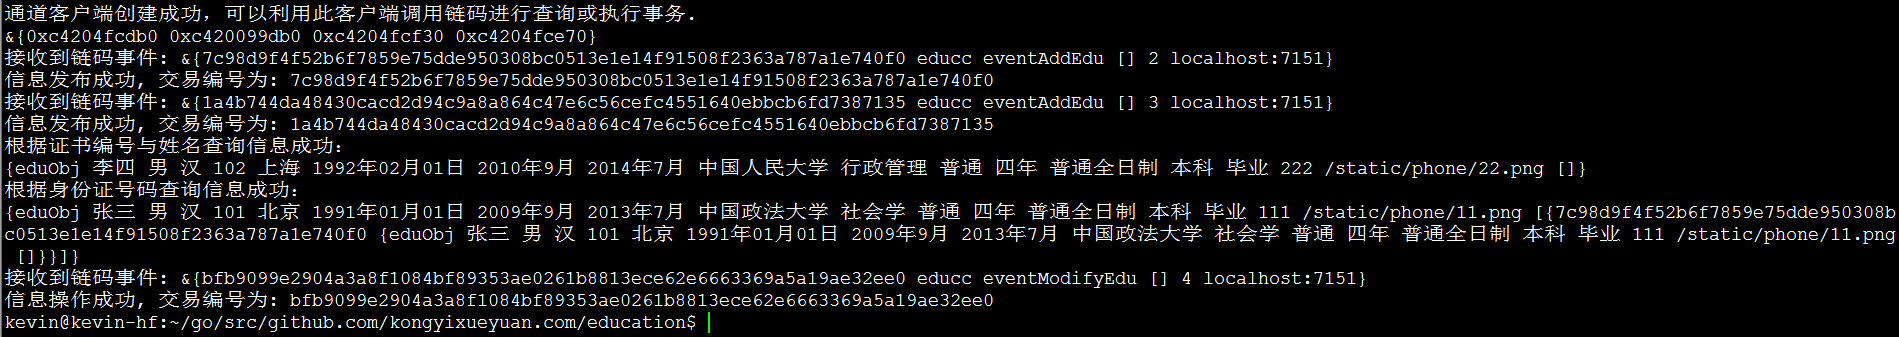 通道客户端创建成功，可以利用此客户端调用链码进行查询或执行事务.
&{0xc4204fcdb0 0xc420099db0 0xc4204fcf30 0xc4204fce70}
接收到链码事件: &{7c98d9f4f52b6f7859e75dde950308bc0513e1e14f91508f2363a787a1e740f0 educc eventAddEdu [] 2 localhost:7151}
信息发布成功, 交易编号为: 7c98d9f4f52b6f7859e75dde950308bc0513e1e14f91508f2363a787a1e740f0
接收到链码事件: &{1a4b744da48430cacd2d94c9a8a864c47e6c56cefc4551640ebbcb6fd7387135 educc eventAddEdu [] 3 localhost:7151}
信息发布成功, 交易编号为: 1a4b744da48430cacd2d94c9a8a864c47e6c56cefc4551640ebbcb6fd7387135
根据证书编号与姓名查询信息成功:
{eduObj 李四 男 汉 102 上海 1992年02月01日 2010年9月 2014年7月 中国人民大学 行政管理 普通 四年 普通全日制 本科 毕业 222 /static/phone/22.png []}
根据身份证号码查询信息成功:
{eduObj 张三 男 汉 101 北京 1991年01月01日 2009年9月 2013年7月 中国政法大学 社会学 普通 四年 普通全日制 本科 毕业 111 /static/phone/11.png [{7c98d9f4f52b6f7859e75dde950308b
c0513e1e14f91508f2363a787a1e740f0 {eduObj 张三 男 汉 101 北京 1991年01月01日 2009年9月 2013年7月 中国政法大学 社会学 普通 四年 普通全日制 本科 毕业 111 /static/phone/11.png
[]}}]}
接收到链码事件: &{bfb9099e2904a3a8f1084bf89353ae0261b8813ece62e6663369a5a19ae32ee0 educc eventModifyEdu [] 4 localhost:7151}
信息操作成功, 交易编号为: bfb9099e2904a3a8f1084bf89353ae0261b8813ece62e6663369a5a19ae32ee0
kevin@kevin-hf:~/go/src/github.com/kongyixueyuan.com/education$